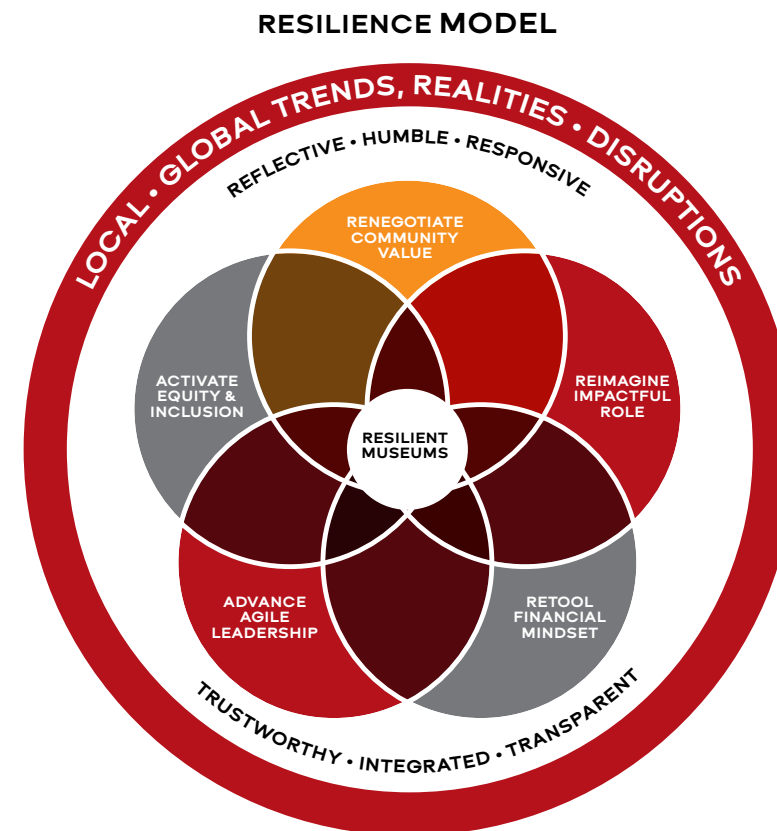 RESILIENCE MODEL
LOCAL • GLOBAL TRENDS, REALITIES • DISRUPTIONS
REFLECTIVE • HUMBLE • RESPONSIVE
RENEGOTIATE
COMMUNITY
VALUE
ACTIVATE
EQUITY &
INCLUSION
REIMAGINE
IMPACTFUL
ROLE
RESILIENT
MUSEUMS
ADVANCE
AGILE
LEADERSHIP
RETOOL
FINANCIAL
MINDSET
TRUSTWORTHY • INTEGRATED • TRANSPARENT